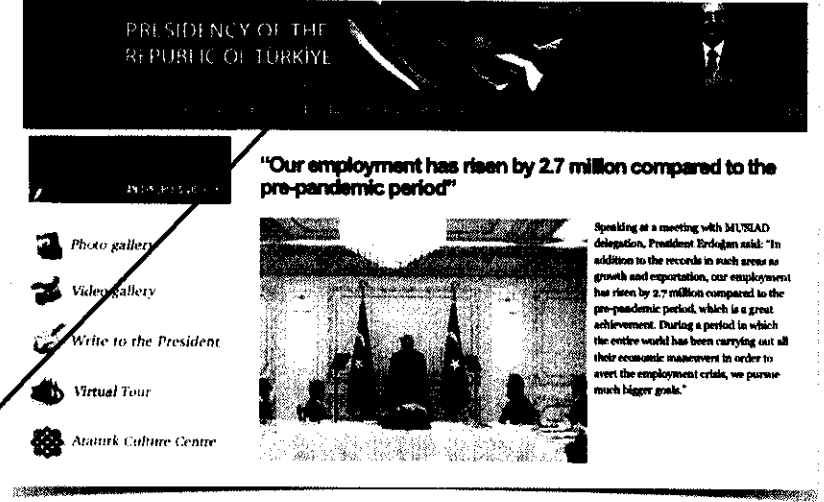 PRESIDENCY OF THE
REPUBLIC OF TÜRKİYE
"Our employment has risen by 2.7 million compared to the
pre-pandemic period"
Photo gallery
Video gallery
Write to the President
Virtual Tour
Atatürk Culture Centre
Speaking at a meeting with MUSIAD
delegation, President Erdoğan said: "In
addition to the records in such areas as
growth and exportation, our employment
has risen by 2.7 million compared to the
pre-pandemic period, which is a great
achievement. During a period in which
the entire world has been carrying out all
their economic maneuvers in order to
avert the employment crisis, we pursue
much bigger goals."